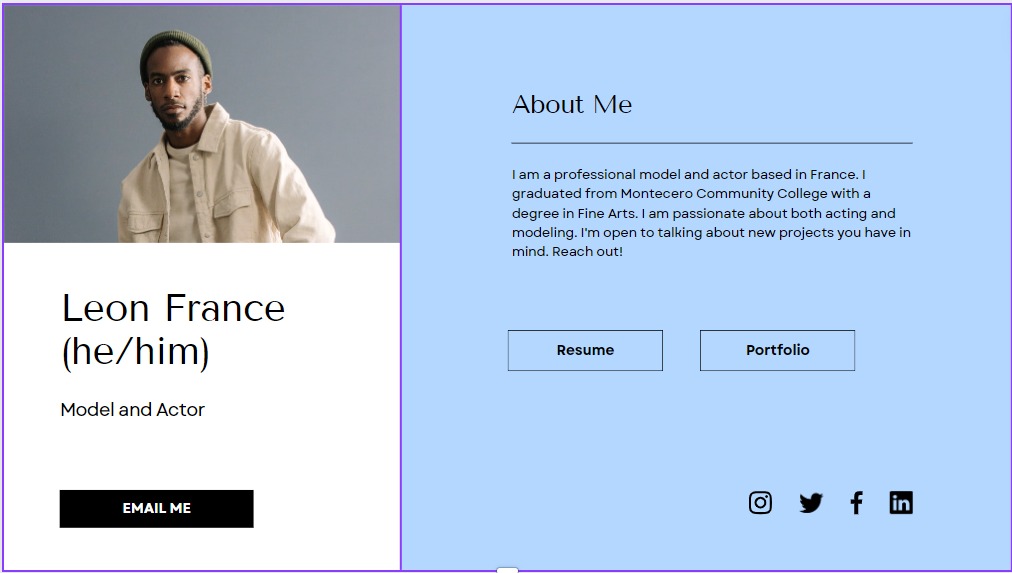 Leon France
(he/him)
Model and Actor
EMAIL ME
About Me
I am a professional model and actor based in France. I
graduated from Montecero Community College with a
degree in Fine Arts. I am passionate about both acting and
modeling. I'm open to talking about new projects you have in
mind. Reach out!
Resume
Portfolio
in